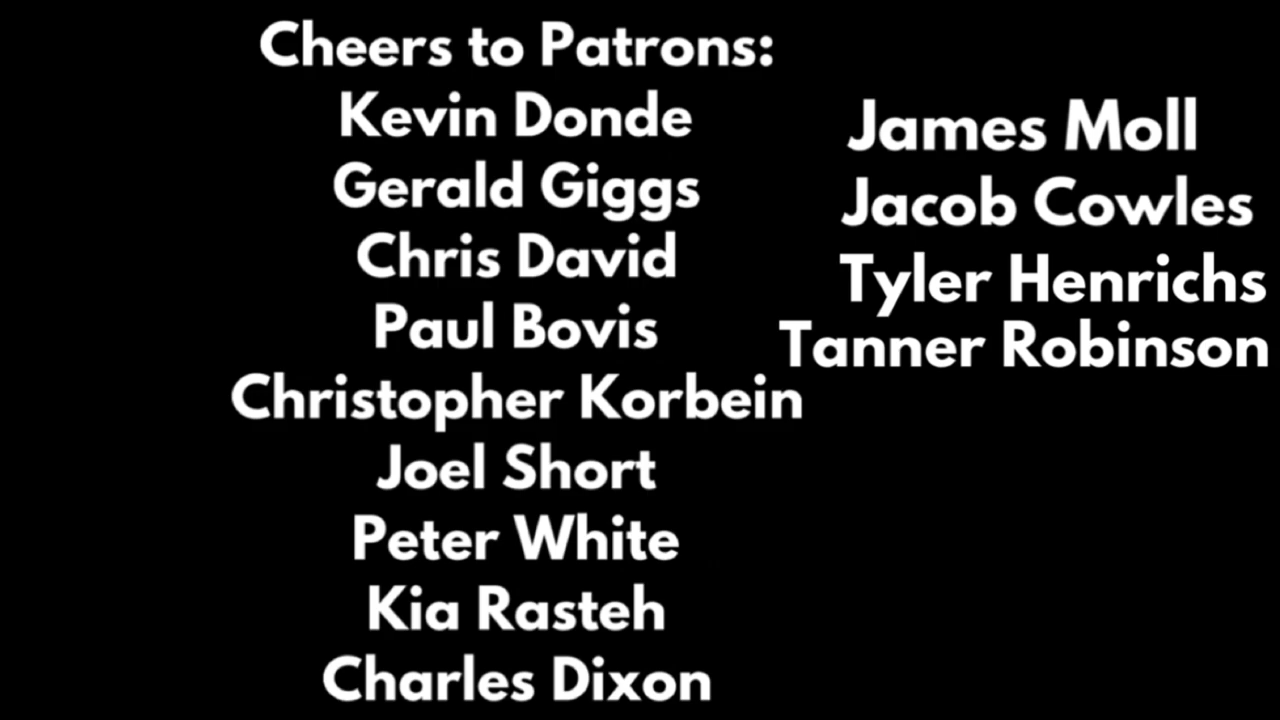 Cheers to Patrons:
Kevin Donde
Gerald Giggs
Chris David
Paul Bovis
Christopher Korbein
Joel Short
Peter White
Kia Rasteh
Charles Dixon
James Moll
Jacob Cowles
Tyler Henrichs
Tanner Robinson